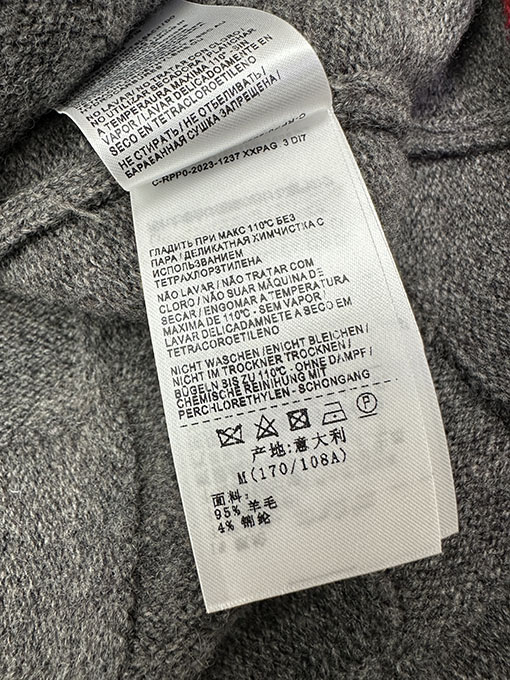 NO LAVAR/NO TRATAR CON CLORO/
NO UTILIZAR SECADORA/PLANCHAR
A TEMPERAURA MAXIMA 110°- SIN
VAPOR/ LAVAR DELICADAMENTE EN
SECO EN TETRACLOROETILENO
НЕ СТИРАТЬ /НЕ ОТБЕЛИВАТЬ/
БАРАБАННАЯ СУШКА ЗАПРЕЩЕНА/
C-RPP0-2023-1237 XXPAG 3 DI7
ГЛАДИТЬ ПРИ МАКС 110°С БЕЗ
ПАРА / ДЕЛИКАТНАЯ ХИМЧИСТКА С
ИСПОЛЬЗОВАНИЕМ
ТЕТРАХЛОРЭТИЛЕНА
NÃO LAVAR / NÃO TRATAR COM
CLORO / NÃO SUAR MÁQUINA DE
SECAR / ENGOMAR A TEMPERATURA
MAXIMA DE 110°C - SEM VAPOR/
LAVAR DELICADAMNETE A SECO EM
TETRACOROETILENO
NICHT WASCHEN /ENICHT BLEICHEN/
NICHT IM TROCKNER TROCKNEN/
BÜGELN BIS ZU 110°C - OHNE DAMPF /
CHEMISCHE REINIHUNG MIT
PERCHLORETHYLEN - SCHONGANG
产地:意大利
M(170/108A)
面料:
95% 羊毛
4% 锦纶